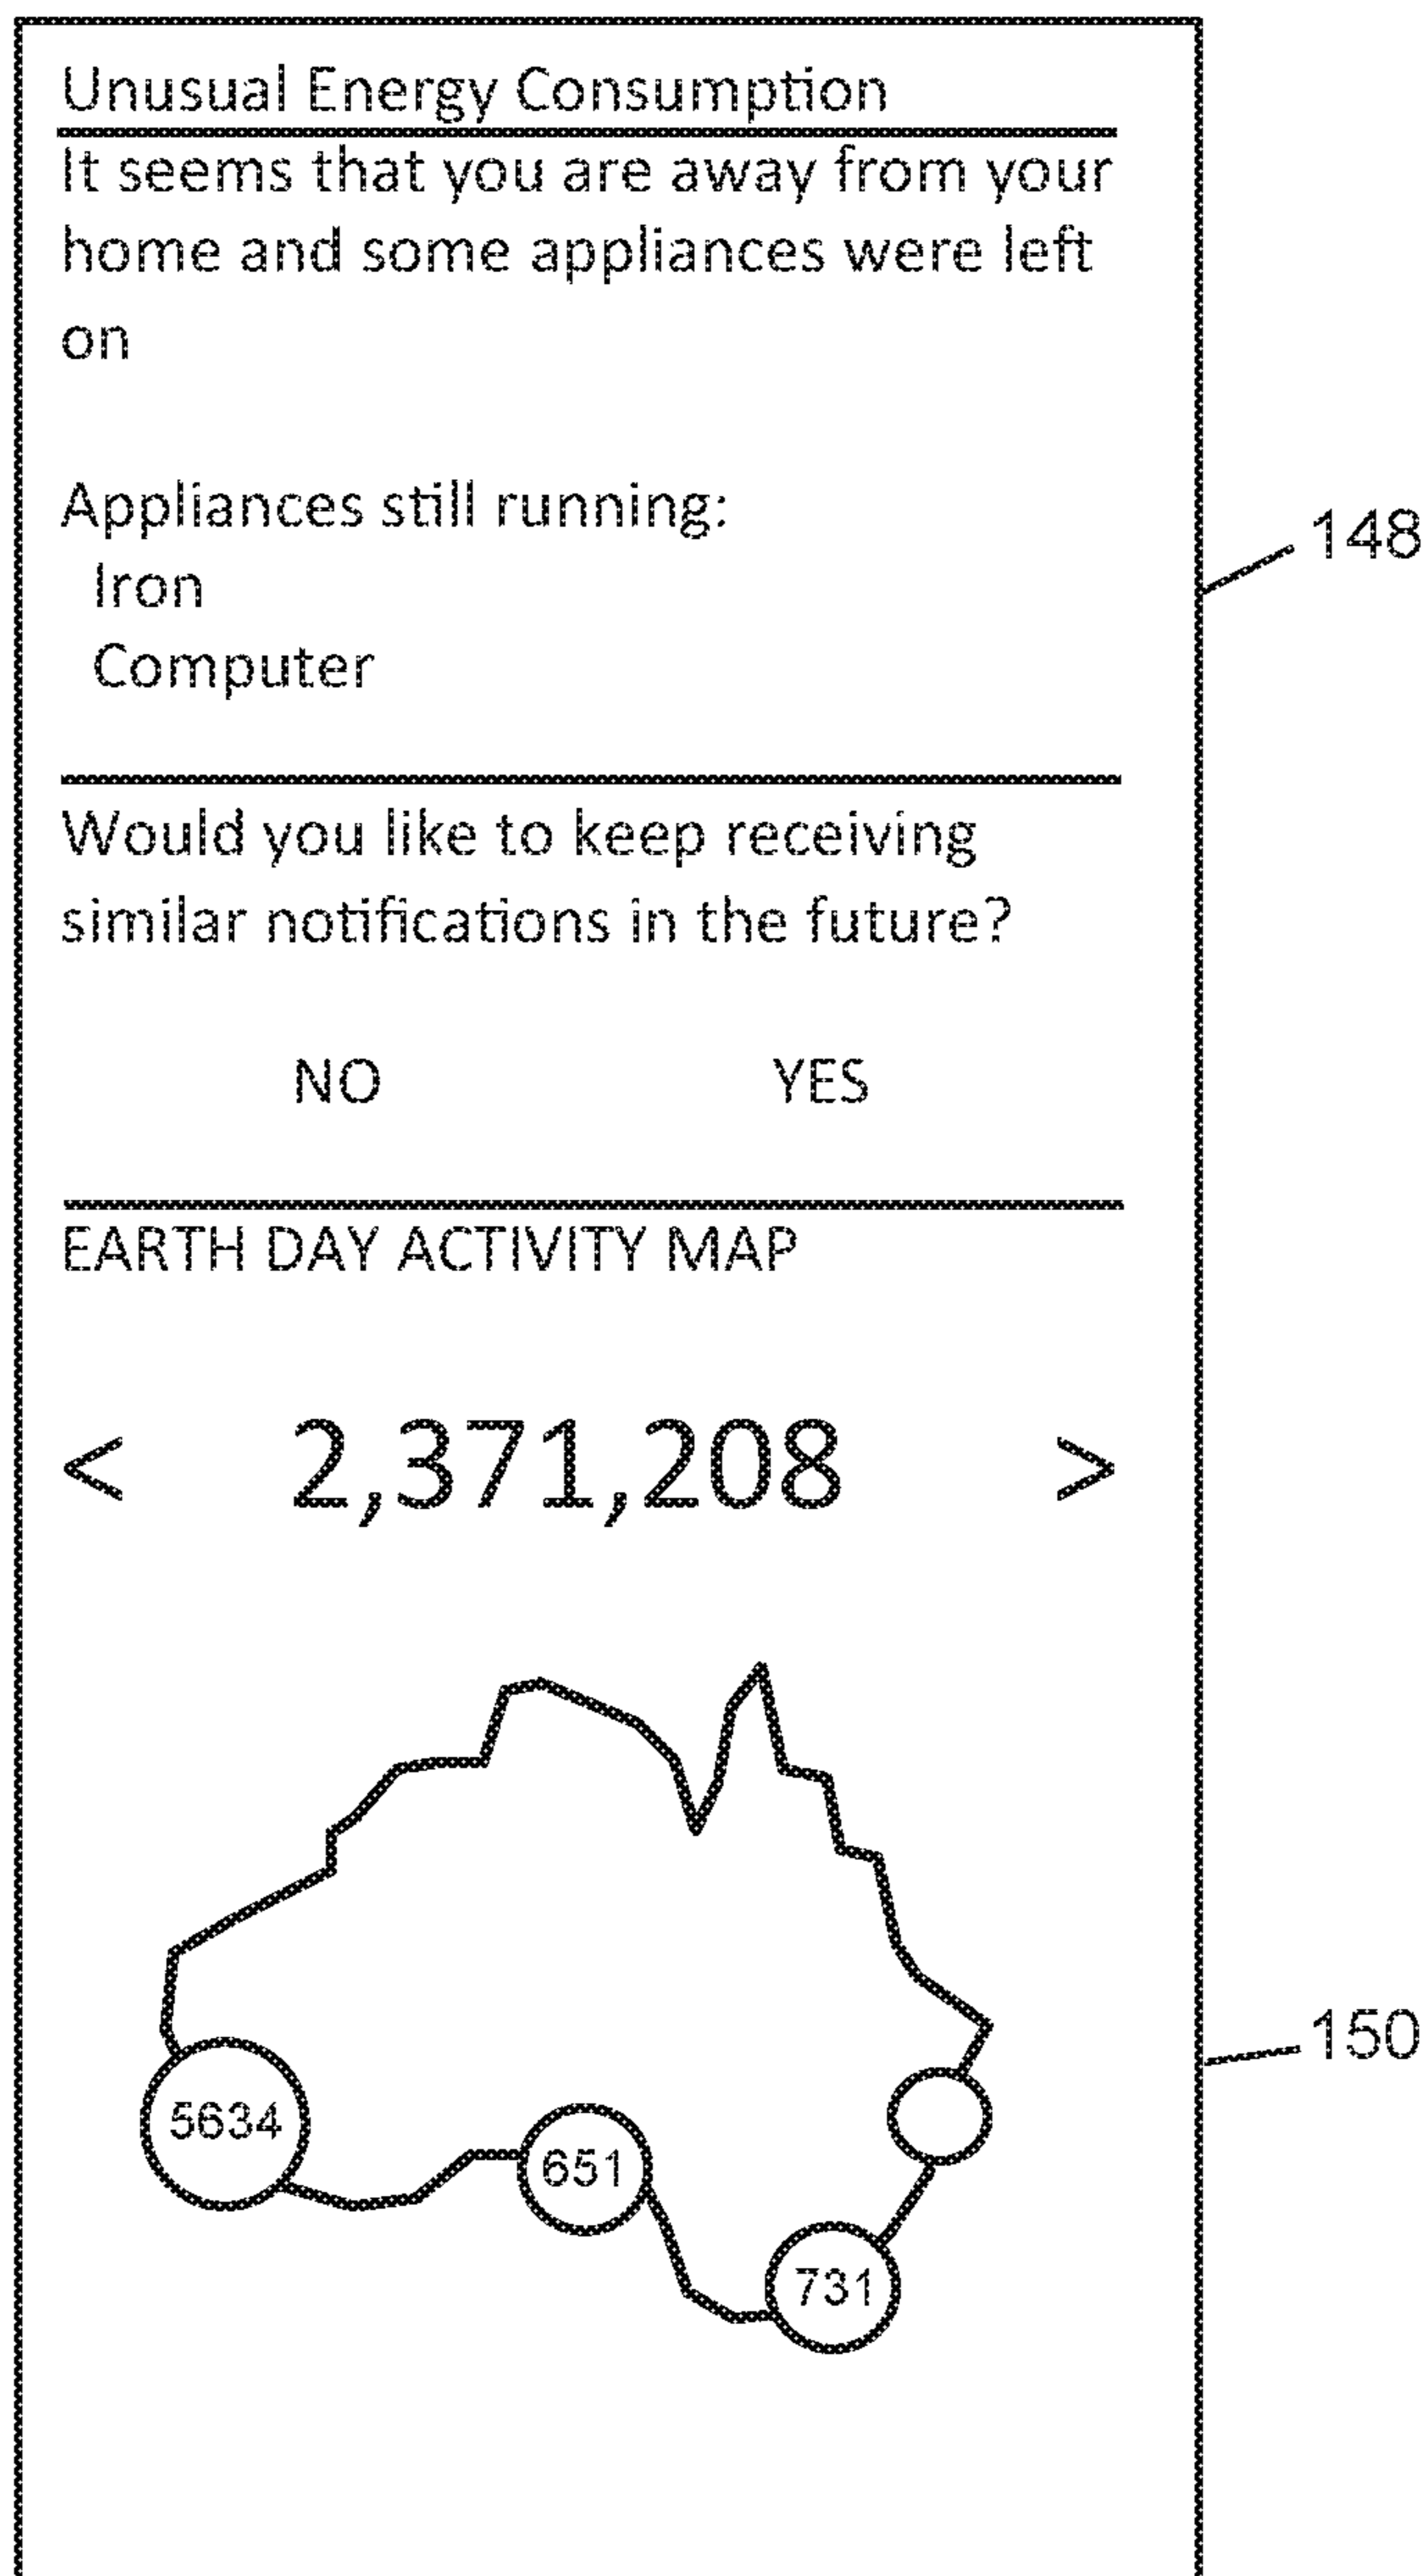 Unusual Energy Consumption
It seems that you are away from your
home and some appliances were left
on
Appliances still running:
Iron
Computer
148
Would you like to keep receiving
similar notifications in the future?
NO YES
EARTH DAY ACTIVITY MAP
< 2,371,208 >
150
5634
651
731